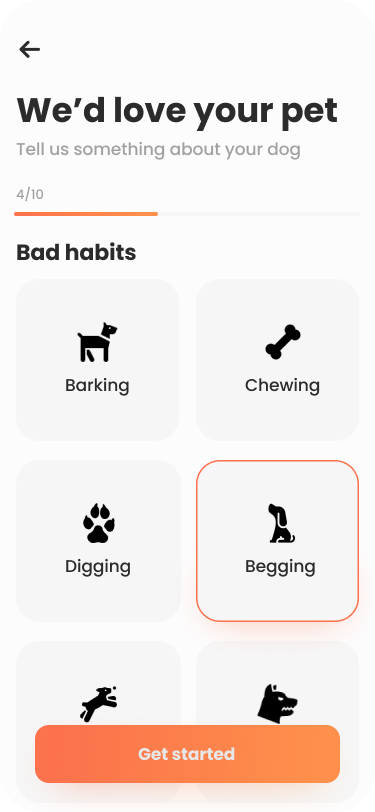 We’d love your pet
Tell us something about your dog
4/10
Bad habits
Barking
Chewing
Digging
Begging
Get started